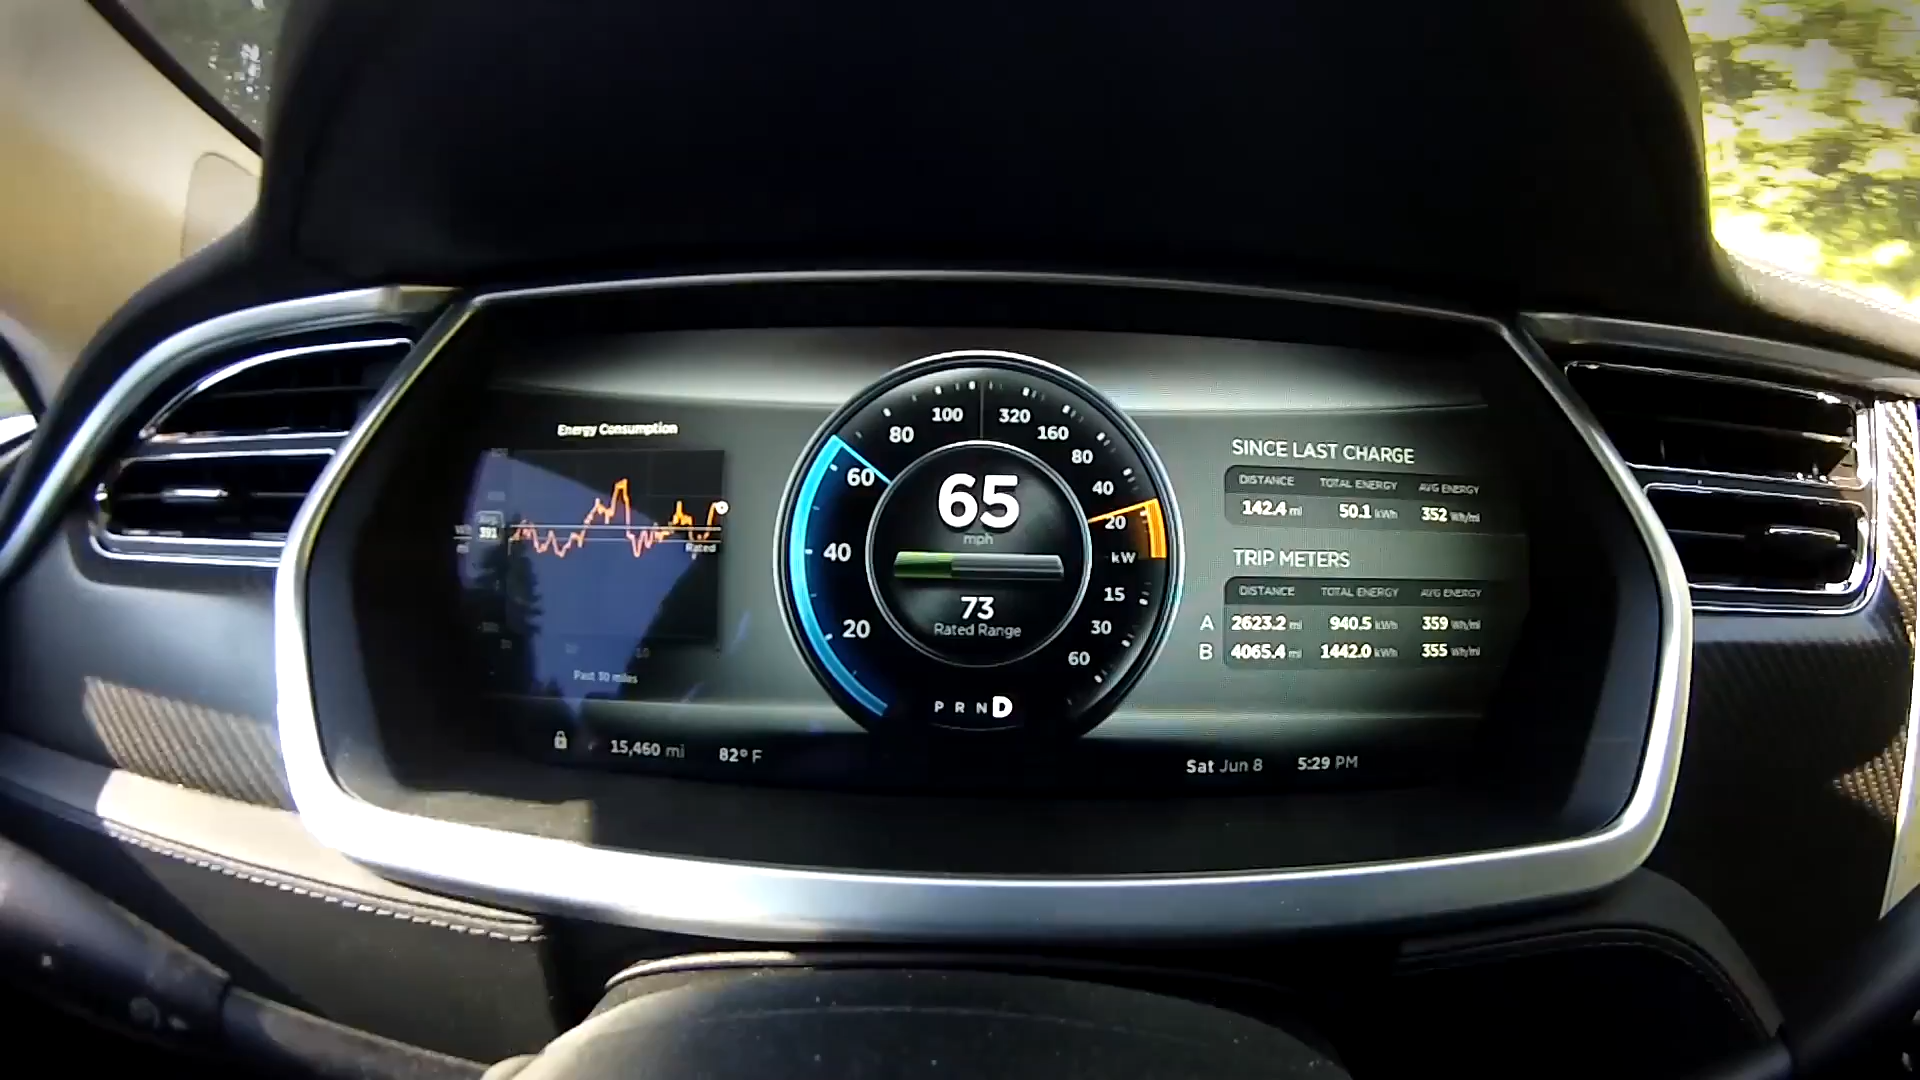 Energy Consumption
Avg
391
Rated
Past 30 miles
80
100
320
160
60
80
40
40
20
kW
15
20
30
60
65
mph
73
Rated Range
P R N D
SINCE LAST CHARGE
DISTANCE TOTAL ENERGY AVG ENERGY
142.4 mi 50.1 kWh 352 Wh/mi
TRIP METERS
DISTANCE TOTAL ENERGY AVG ENERGY
A 2623.2 mi 940.5 kWh 359 Wh/mi
B 4065.4 mi 1442.0 kWh 355 Wh/mi
15,460 mi 82° F
Sat Jun 8 5:29 PM